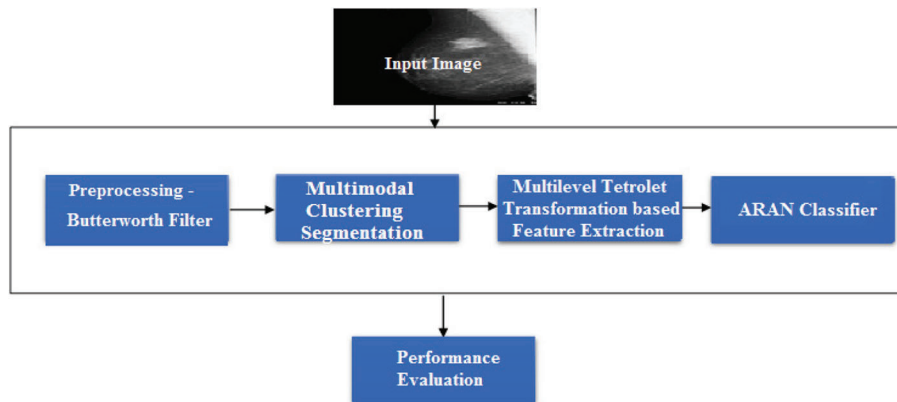 Input Image
Preprocessing -
Butterworth Filter
Multimodal
Clustering
Segmentation
Multilevel Tetrolet
Transformation based
Feature Extraction
ARAN Classifier
Performance
Evaluation